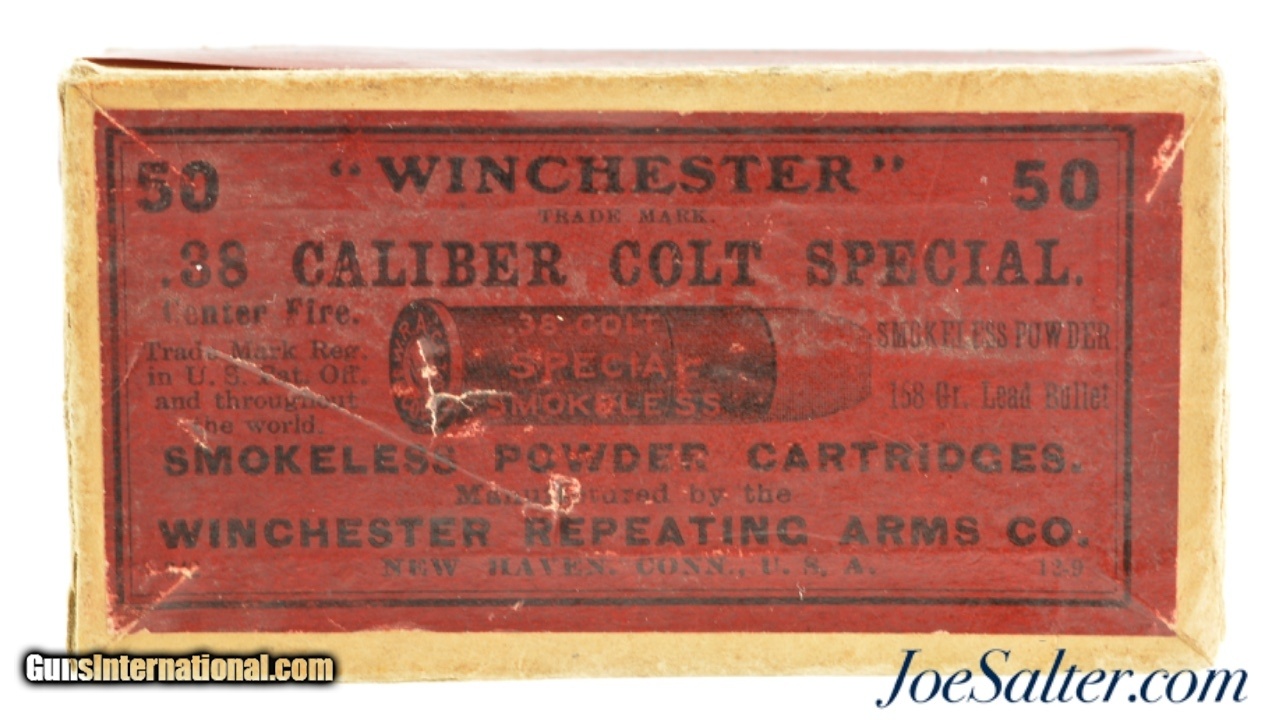 50 "WINCHESTER" 50
TRADE MARK.
.38 CALIBER COLT SPECIAL.
Center Fire.
Trade Mark Reg.
in U. S. Pat. Off.
and throughout
the world.
W.R.A.
.38 COLT
SPECIAL
SMOKELESS
SMOKELESS POWDER
158 Gr. Lead Bullet
SMOKELESS POWDER CARTRIDGES.
Manufactured by the
WINCHESTER REPEATING ARMS CO.
NEW HAVEN, CONN., U. S. A. 12-9
GunsInternational.com
JoeSalter.com